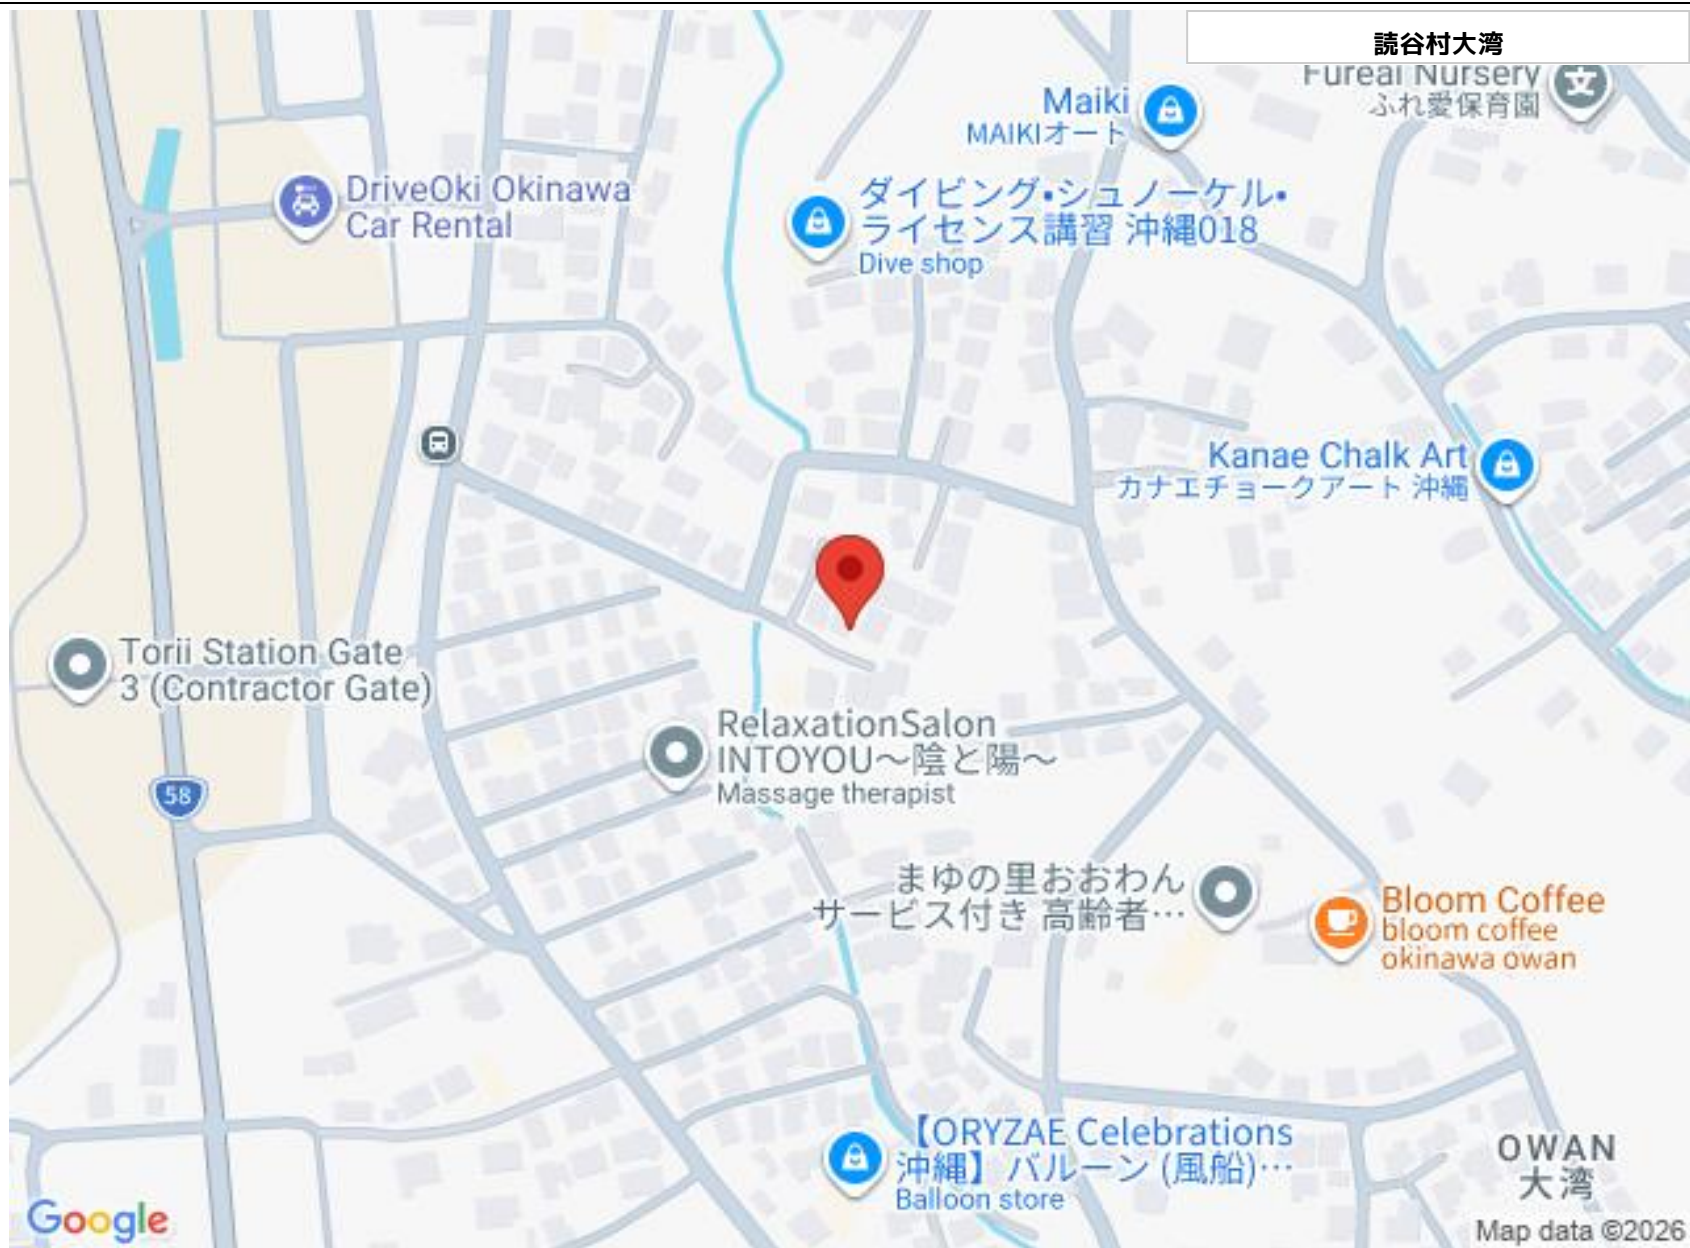 読谷村大湾
Fureai Nursery
ふれ愛保育園
Maiki
MAIKIオート
DriveOki Okinawa
Car Rental
ダイビング•シュノーケル•
ライセンス講習 沖縄018
Dive shop
Kanae Chalk Art
カナエチョークアート 沖縄
Torii Station Gate
3 (Contractor Gate)
RelaxationSalon
INTOYOU〜陰と陽〜
Massage therapist
58
まゆの里おおわん
サービス付き 高齢者…
Bloom Coffee
bloom coffee
okinawa owan
【ORYZAE Celebrations
沖縄】バルーン (風船)…
Balloon store
OWAN
大湾
Google
Map data ©2026